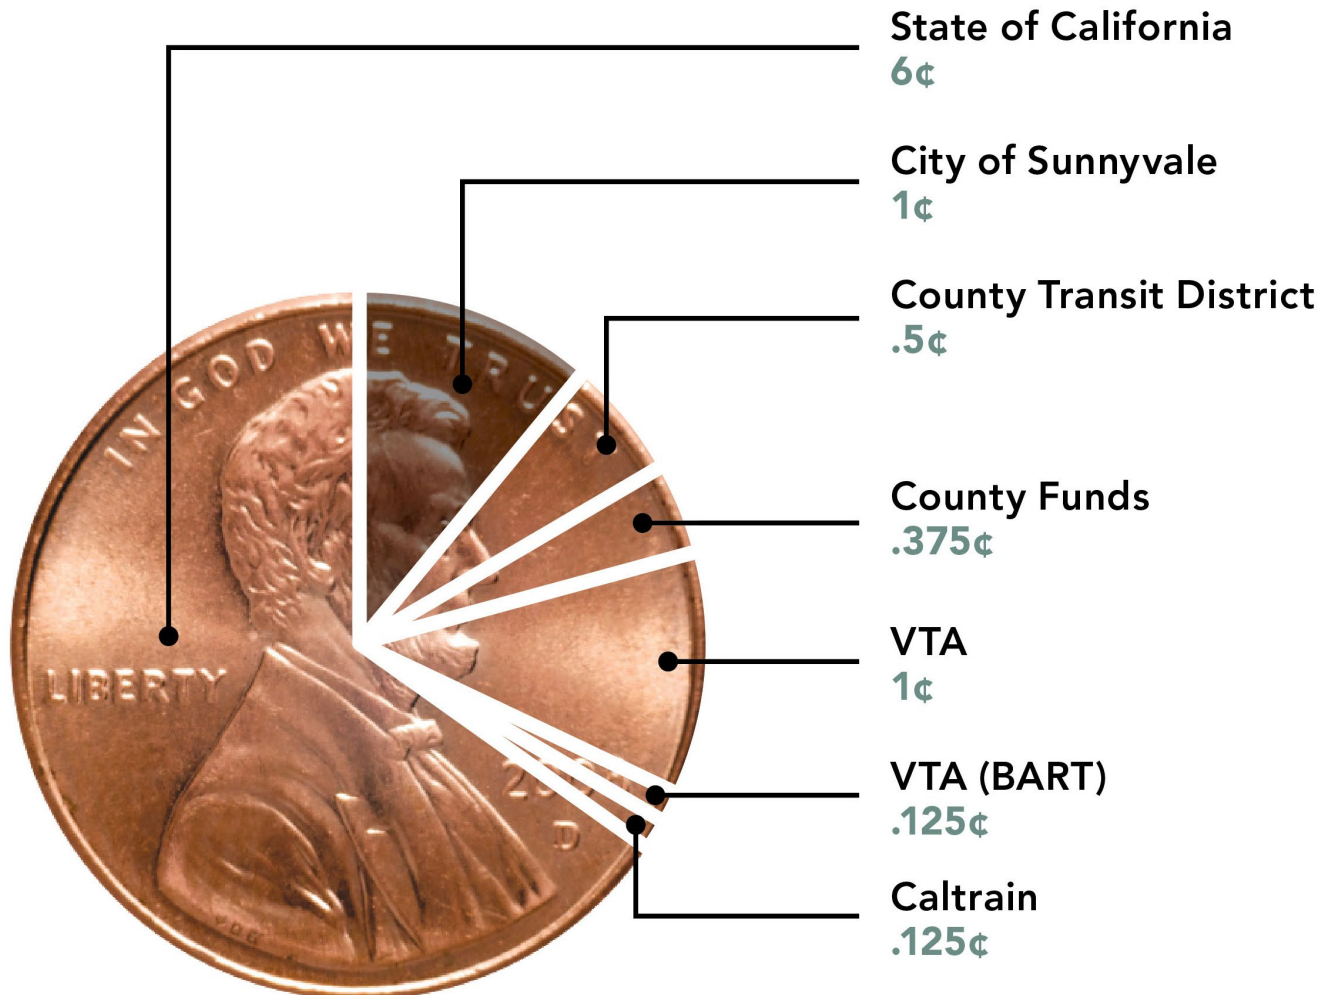 State of California
6¢
City of Sunnyvale
1¢
County Transit District
.5¢
County Funds
.375¢
VTA
1¢
VTA (BART)
.125¢
Caltrain
.125¢
IN GOD WE TRUST
LIBERTY
D
VDB